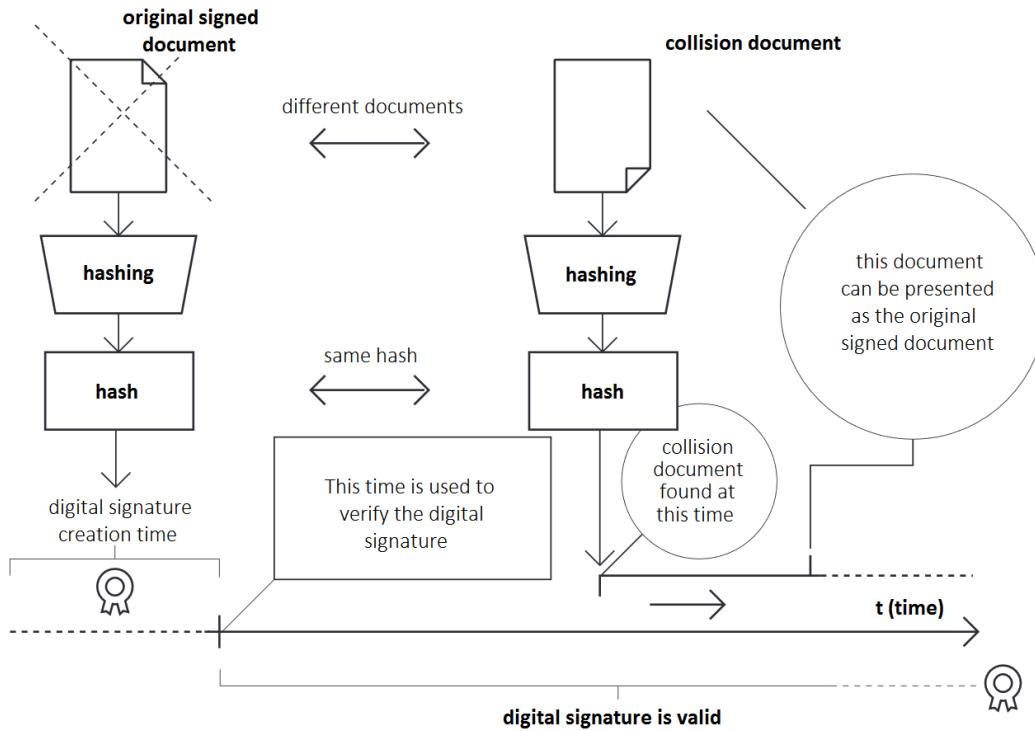 original signed
document
collision document
different documents
hashing
hashing
this document
can be presented
as the original
signed document
same hash
hash
hash
collision
document
found at
this time
This time is used to
verify the digital
signature
digital signature
creation time
t (time)
digital signature is valid